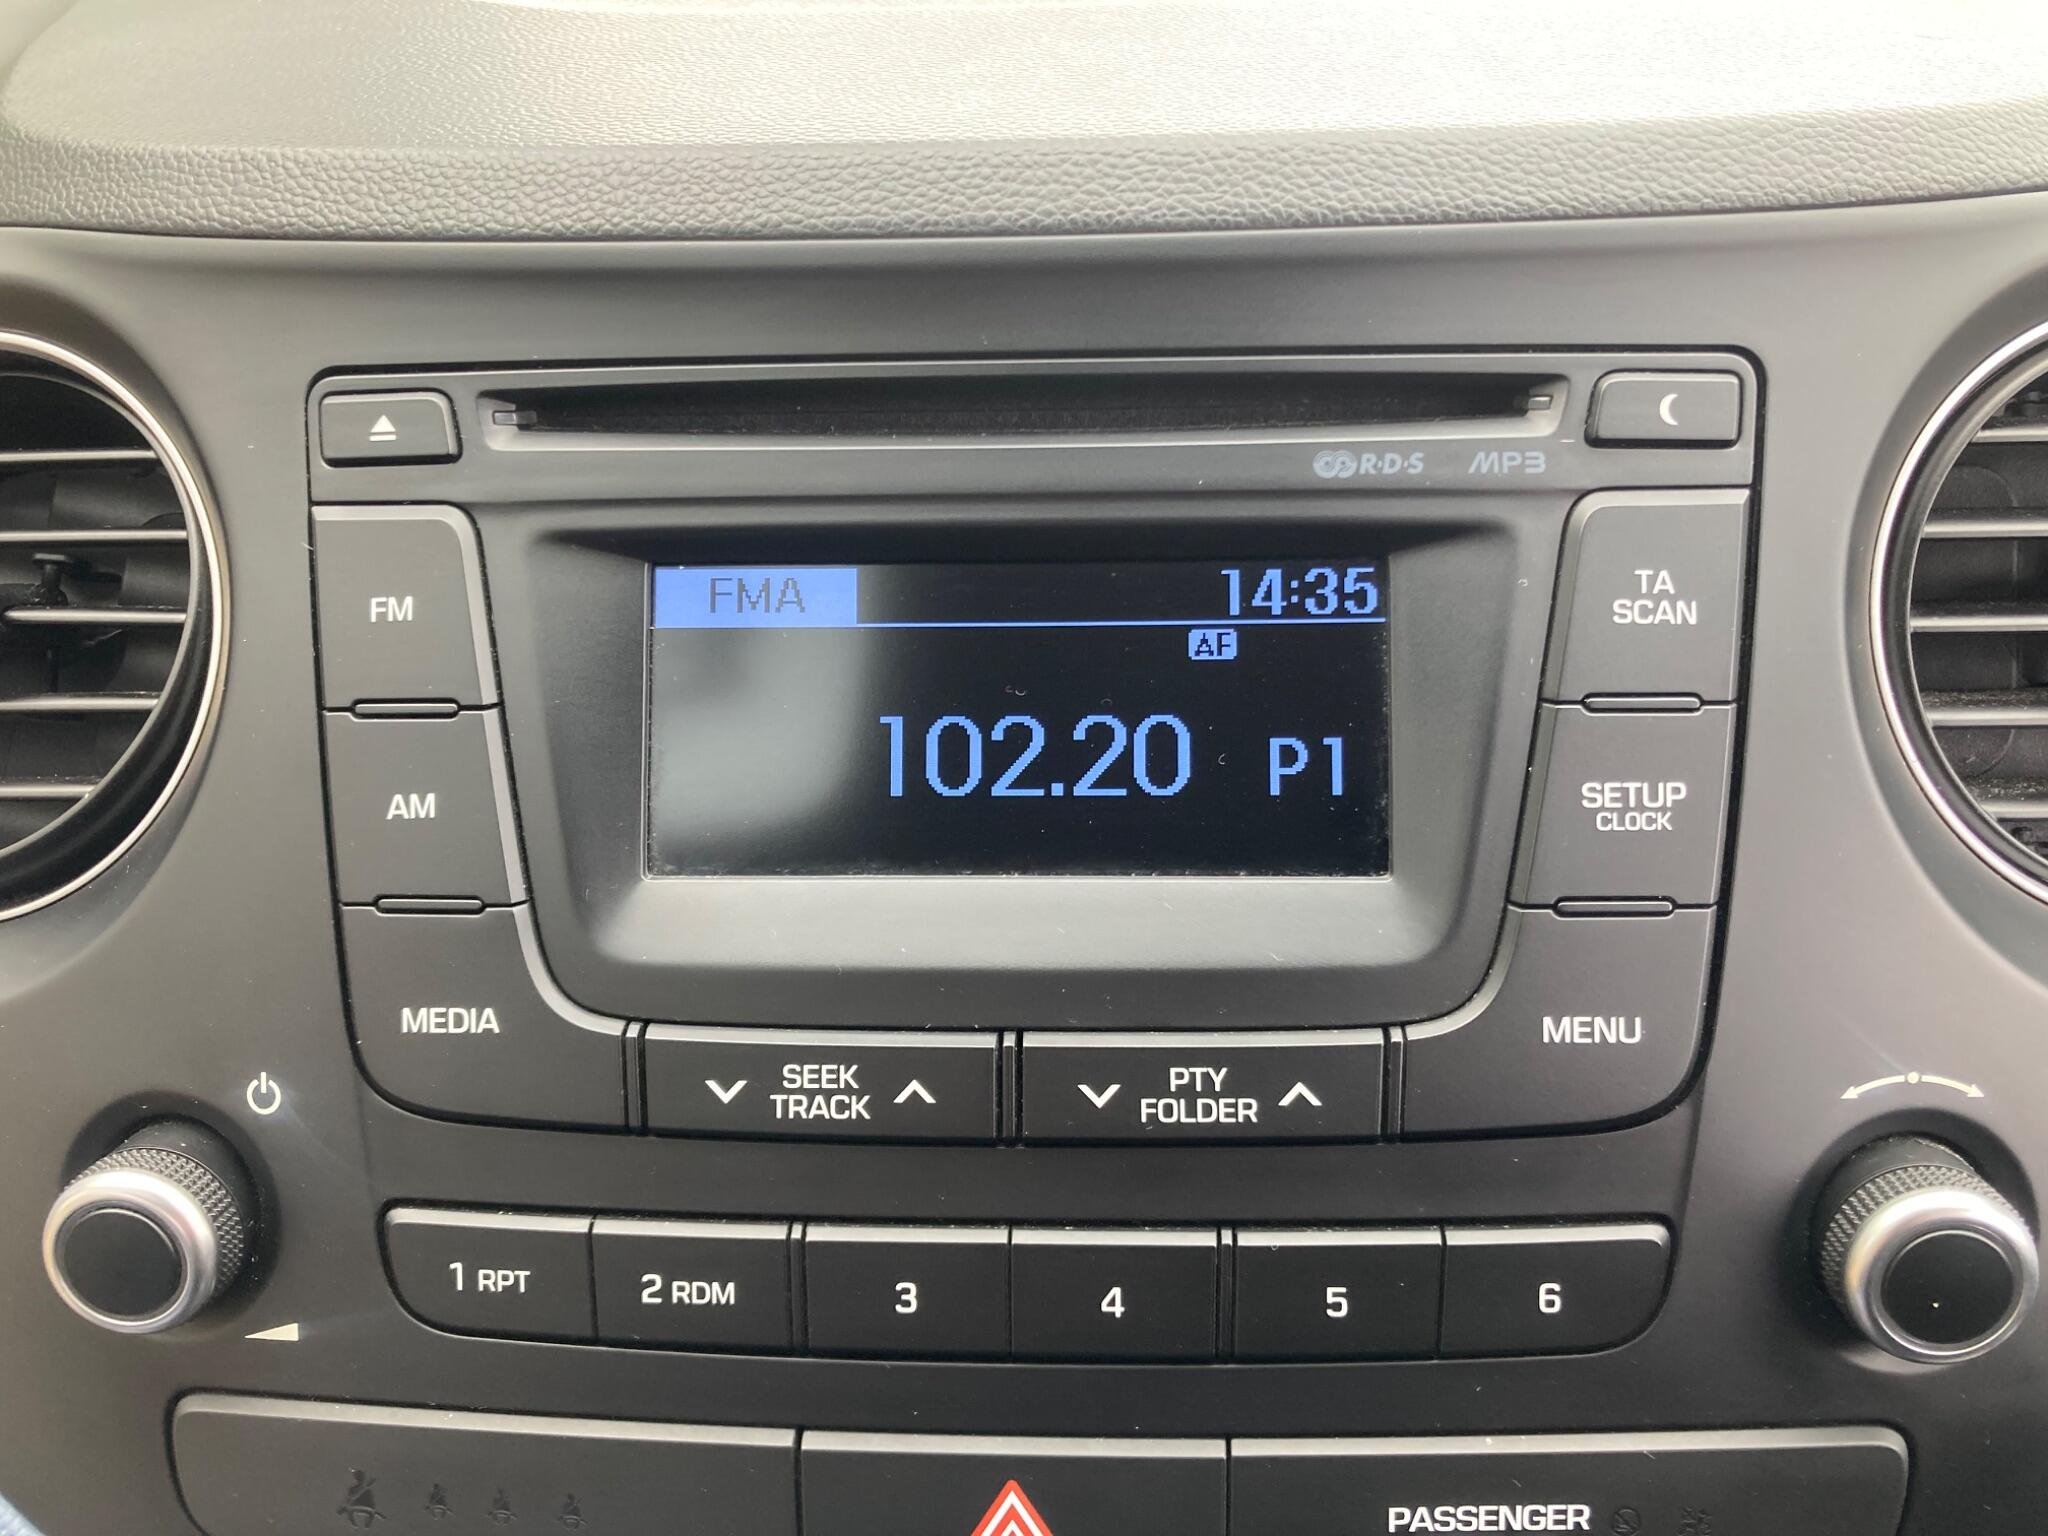 R·D·S MP3
FMA 14:35
AF
102.20 P1
FM
AM
MEDIA
TA
SCAN
SETUP
CLOCK
MENU
SEEK
TRACK
PTY
FOLDER
1 RPT
2 RDM
3
4
5
6
PASSENGER